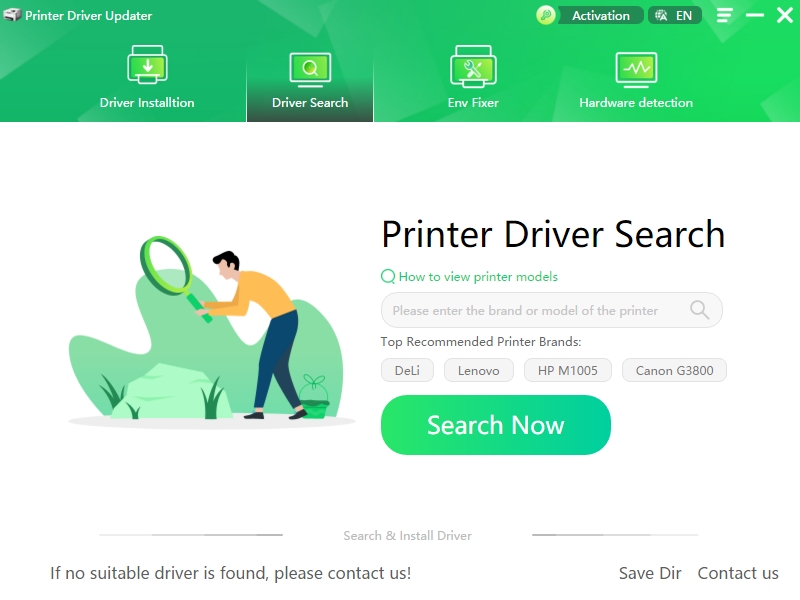 Printer Driver Updater
Activation
EN
Driver Installtion
Driver Search
Env Fixer
Hardware detection
Printer Driver Search
How to view printer models
Please enter the brand or model of the printer
Top Recommended Printer Brands:
DeLi
Lenovo
HP M1005
Canon G3800
Search Now
Search & Install Driver
If no suitable driver is found, please contact us!
Save Dir
Contact us